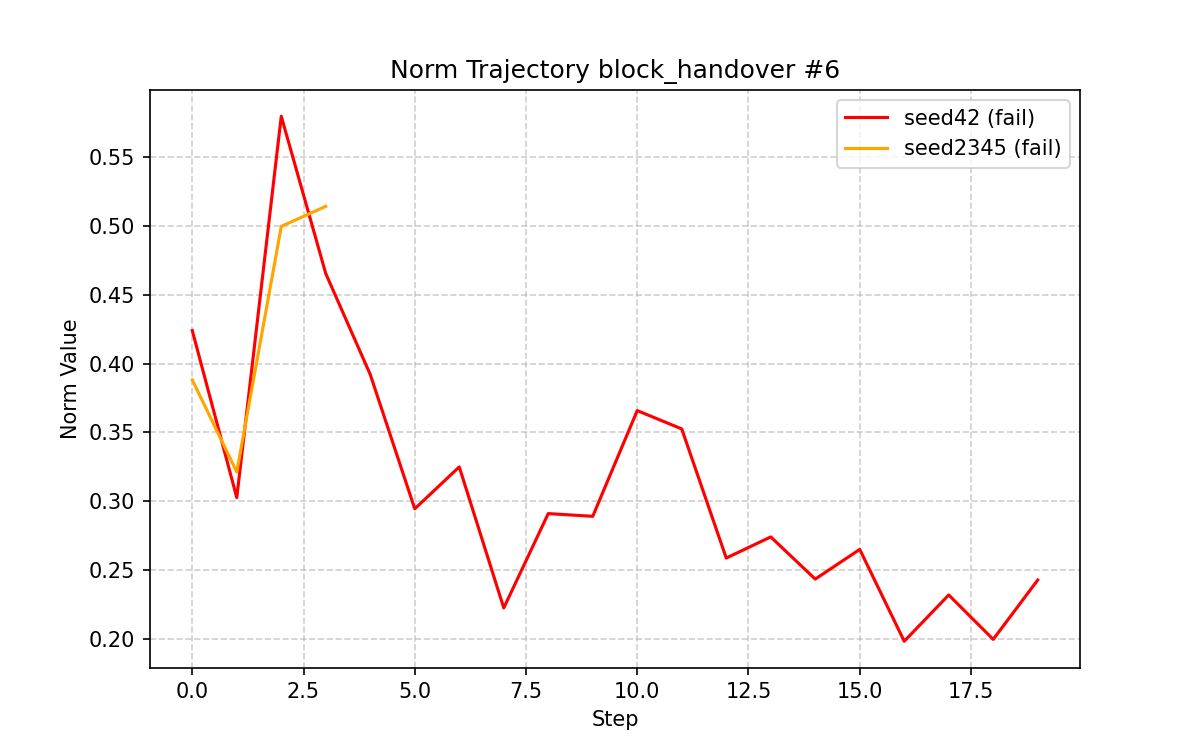 Norm Trajectory block_handover #6
seed42 (fail)
seed2345 (fail)
Norm Value
0.55
0.50
0.45
0.40
0.35
0.30
0.25
0.20
0.0 2.5 5.0 7.5 10.0 12.5 15.0 17.5
Step